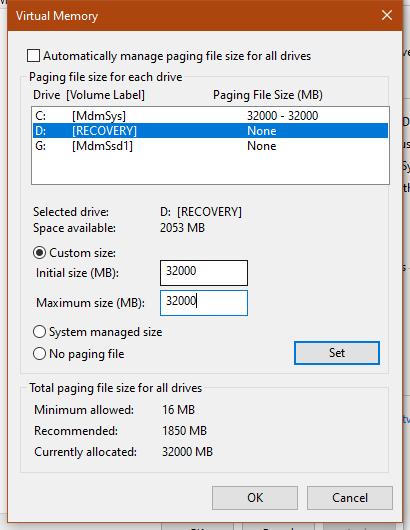 Virtual Memory
Automatically manage paging file size for all drives
Paging file size for each drive
Drive [Volume Label] Paging File Size (MB)
C: [MdmSys] 32000 - 32000
D: [RECOVERY] None
G: [MdmSsd1] None
Selected drive: D: [RECOVERY]
Space available: 2053 MB
Custom size:
Initial size (MB): 32000
Maximum size (MB): 32000
System managed size
No paging file
Set
Total paging file size for all drives
Minimum allowed: 16 MB
Recommended: 1850 MB
Currently allocated: 32000 MB
OK Cancel